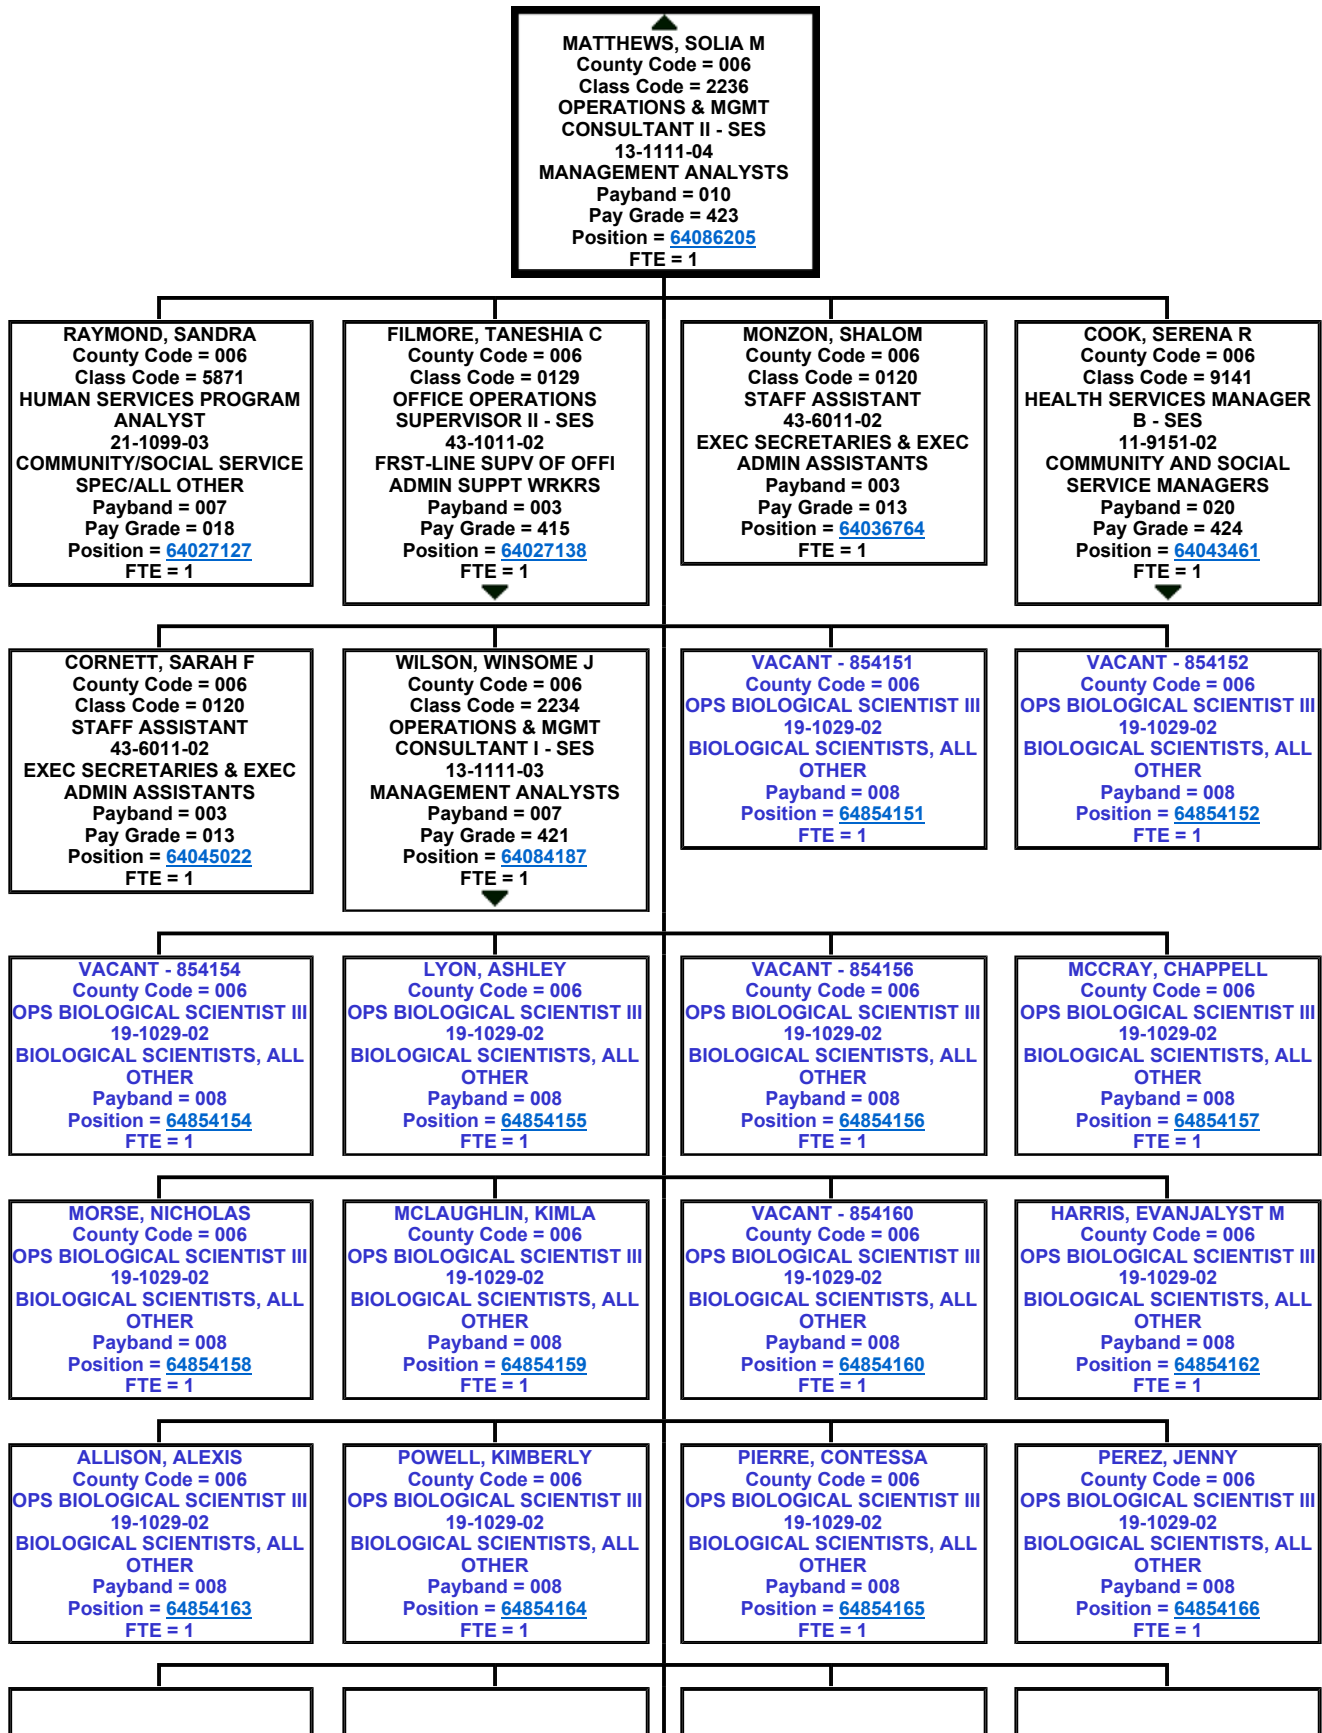 MATTHEWS, SOLIA M
County Code = 006
Class Code = 2236
OPERATIONS & MGMT
CONSULTANT II - SES
13-1111-04
MANAGEMENT ANALYSTS
Payband = 010
Pay Grade = 423
Position = 64086205
FTE = 1
RAYMOND, SANDRA
County Code = 006
Class Code = 5871
HUMAN SERVICES PROGRAM
ANALYST
21-1099-03
COMMUNITY/SOCIAL SERVICE
SPEC/ALL OTHER
Payband = 007
Pay Grade = 018
Position = 64027127
FTE = 1
FILMORE, TANESHIA C
County Code = 006
Class Code = 0129
OFFICE OPERATIONS
SUPERVISOR II - SES
43-1011-02
FRST-LINE SUPV OF OFFI
ADMIN SUPPT WRKRS
Payband = 003
Pay Grade = 415
Position = 64027138
FTE = 1
MONZON, SHALOM
County Code = 006
Class Code = 0120
STAFF ASSISTANT
43-6011-02
EXEC SECRETARIES & EXEC
ADMIN ASSISTANTS
Payband = 003
Pay Grade = 013
Position = 64036764
FTE = 1
COOK, SERENA R
County Code = 006
Class Code = 9141
HEALTH SERVICES MANAGER
B - SES
11-9151-02
COMMUNITY AND SOCIAL
SERVICE MANAGERS
Payband = 020
Pay Grade = 424
Position = 64043461
FTE = 1
CORNETT, SARAH F
County Code = 006
Class Code = 0120
STAFF ASSISTANT
43-6011-02
EXEC SECRETARIES & EXEC
ADMIN ASSISTANTS
Payband = 003
Pay Grade = 013
Position = 64045022
FTE = 1
WILSON, WINSOME J
County Code = 006
Class Code = 2234
OPERATIONS & MGMT
CONSULTANT I - SES
13-1111-03
MANAGEMENT ANALYSTS
Payband = 007
Pay Grade = 421
Position = 64084187
FTE = 1
VACANT - 854151
County Code = 006
OPS BIOLOGICAL SCIENTIST III
19-1029-02
BIOLOGICAL SCIENTISTS, ALL
OTHER
Payband = 008
Position = 64854151
FTE = 1
VACANT - 854152
County Code = 006
OPS BIOLOGICAL SCIENTIST III
19-1029-02
BIOLOGICAL SCIENTISTS, ALL
OTHER
Payband = 008
Position = 64854152
FTE = 1
VACANT - 854154
County Code = 006
OPS BIOLOGICAL SCIENTIST III
19-1029-02
BIOLOGICAL SCIENTISTS, ALL
OTHER
Payband = 008
Position = 64854154
FTE = 1
LYON, ASHLEY
County Code = 006
OPS BIOLOGICAL SCIENTIST III
19-1029-02
BIOLOGICAL SCIENTISTS, ALL
OTHER
Payband = 008
Position = 64854155
FTE = 1
VACANT - 854156
County Code = 006
OPS BIOLOGICAL SCIENTIST III
19-1029-02
BIOLOGICAL SCIENTISTS, ALL
OTHER
Payband = 008
Position = 64854156
FTE = 1
MCCRAY, CHAPPELL
County Code = 006
OPS BIOLOGICAL SCIENTIST III
19-1029-02
BIOLOGICAL SCIENTISTS, ALL
OTHER
Payband = 008
Position = 64854157
FTE = 1
MORSE, NICHOLAS
County Code = 006
OPS BIOLOGICAL SCIENTIST III
19-1029-02
BIOLOGICAL SCIENTISTS, ALL
OTHER
Payband = 008
Position = 64854158
FTE = 1
MCLAUGHLIN, KIMLA
County Code = 006
OPS BIOLOGICAL SCIENTIST III
19-1029-02
BIOLOGICAL SCIENTISTS, ALL
OTHER
Payband = 008
Position = 64854159
FTE = 1
VACANT - 854160
County Code = 006
OPS BIOLOGICAL SCIENTIST III
19-1029-02
BIOLOGICAL SCIENTISTS, ALL
OTHER
Payband = 008
Position = 64854160
FTE = 1
HARRIS, EVANJALYST M
County Code = 006
OPS BIOLOGICAL SCIENTIST III
19-1029-02
BIOLOGICAL SCIENTISTS, ALL
OTHER
Payband = 008
Position = 64854162
FTE = 1
ALLISON, ALEXIS
County Code = 006
OPS BIOLOGICAL SCIENTIST III
19-1029-02
BIOLOGICAL SCIENTISTS, ALL
OTHER
Payband = 008
Position = 64854163
FTE = 1
POWELL, KIMBERLY
County Code = 006
OPS BIOLOGICAL SCIENTIST III
19-1029-02
BIOLOGICAL SCIENTISTS, ALL
OTHER
Payband = 008
Position = 64854164
FTE = 1
PIERRE, CONTESSA
County Code = 006
OPS BIOLOGICAL SCIENTIST III
19-1029-02
BIOLOGICAL SCIENTISTS, ALL
OTHER
Payband = 008
Position = 64854165
FTE = 1
PEREZ, JENNY
County Code = 006
OPS BIOLOGICAL SCIENTIST III
19-1029-02
BIOLOGICAL SCIENTISTS, ALL
OTHER
Payband = 008
Position = 64854166
FTE = 1